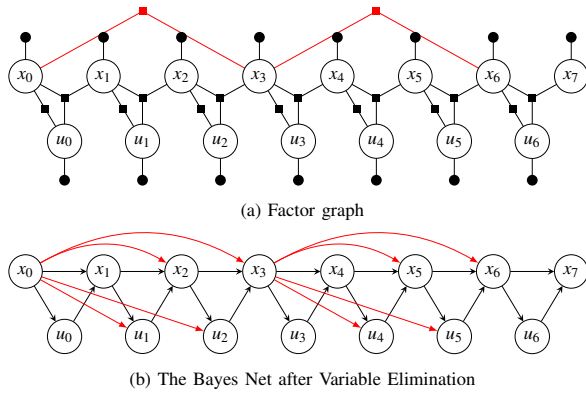 x0 x1 x2 x3 x4 x5 x6 x7
u0 u1 u2 u3 u4 u5 u6
(a) Factor graph
x0 x1 x2 x3 x4 x5 x6 x7
u0 u1 u2 u3 u4 u5 u6
(b) The Bayes Net after Variable Elimination